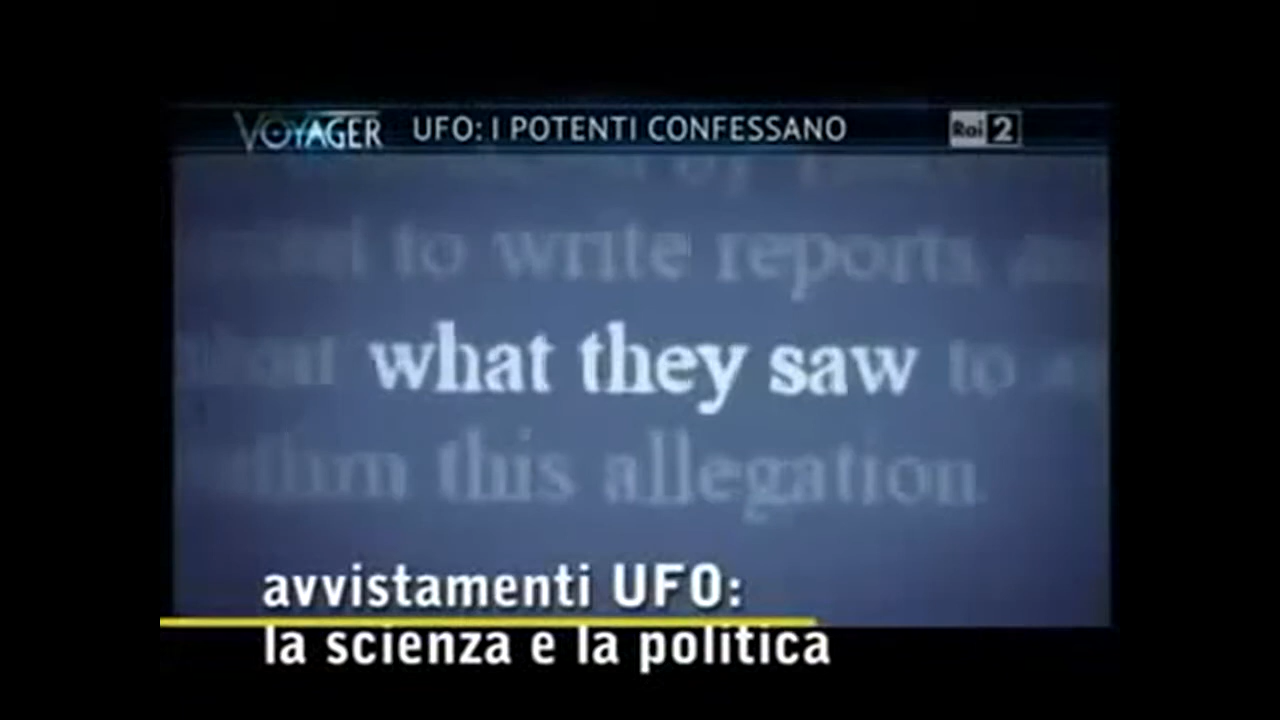 VOYAGER UFO: I POTENTI CONFESSANO Rai 2
to write reports
what they saw to
this allegation
avvistamenti UFO:
la scienza e la politica